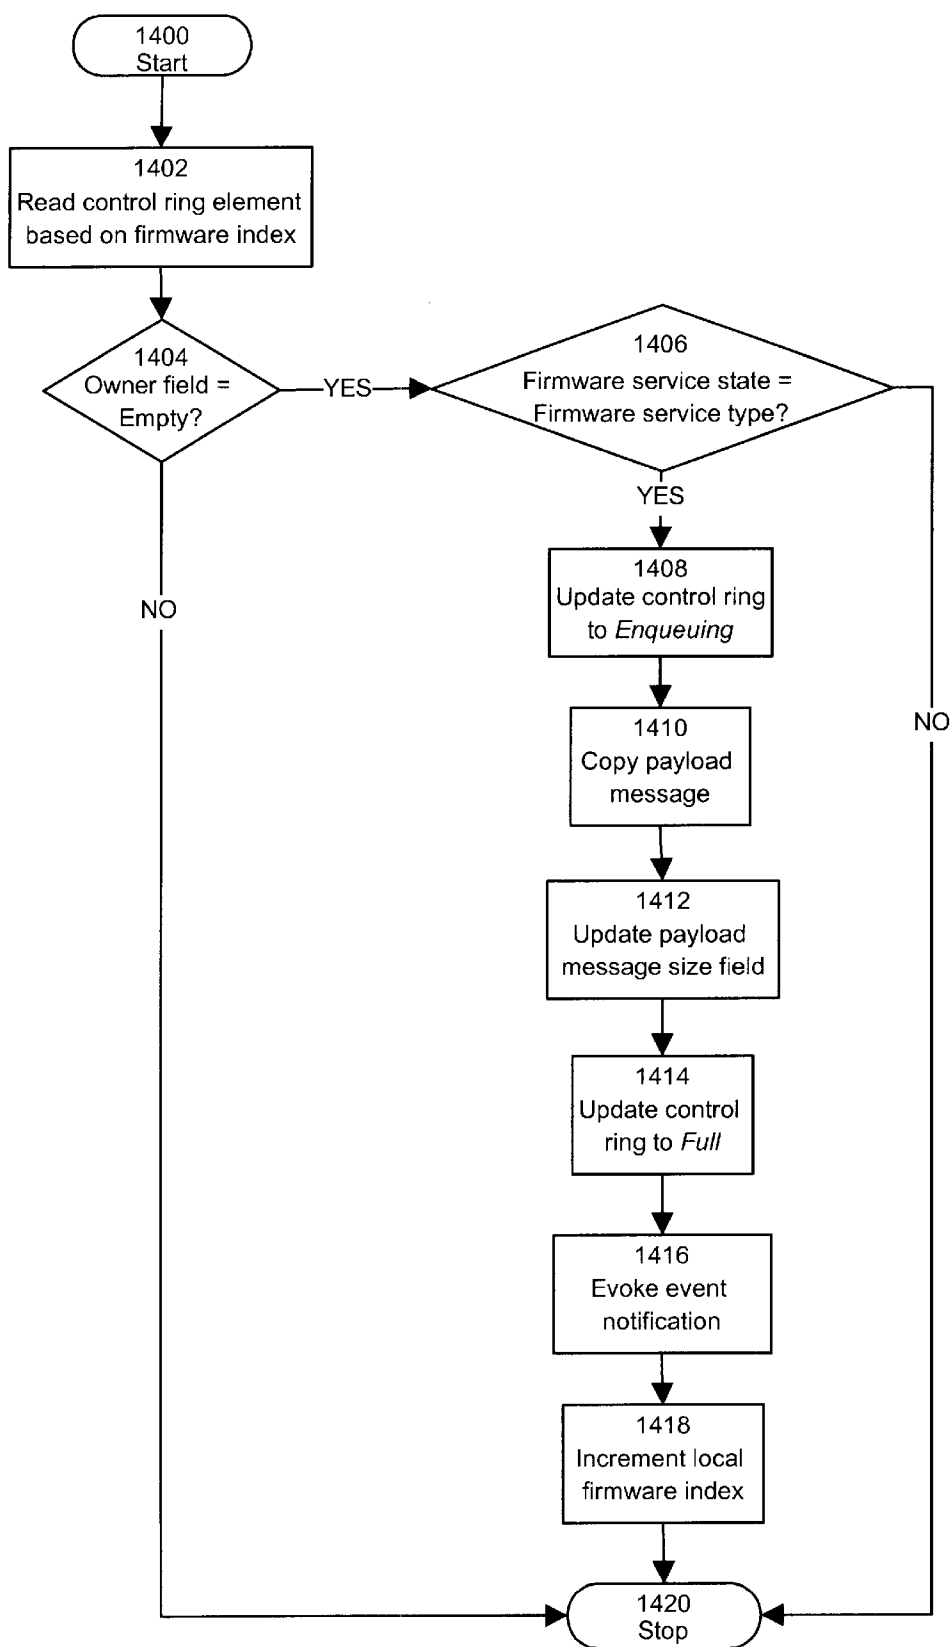 1400
Start
1402
Read control ring element
based on firmware index
1404
Owner field =
Empty?
YES
1406
Firmware service state =
Firmware service type?
YES
1408
Update control ring
to Enqueuing
NO
1410
Copy payload
message
NO
1412
Update payload
message size field
1414
Update control
ring to Full
1416
Evoke event
notification
1418
Increment local
firmware index
1420
Stop